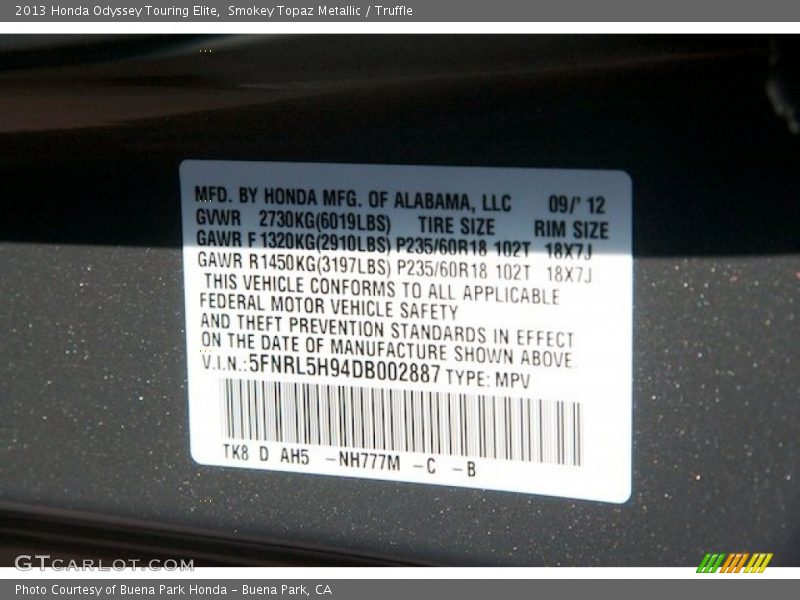 2013 Honda Odyssey Touring Elite, Smokey Topaz Metallic / Truffle
MFD. BY HONDA MFG. OF ALABAMA, LLC 09/' 12
GVWR 2730KG(6019LBS) TIRE SIZE RIM SIZE
GAWR F 1320KG(2910LBS) P235/60R18 102T 18X7J
GAWR R1450KG(3197LBS) P235/60R18 102T 18X7J
THIS VEHICLE CONFORMS TO ALL APPLICABLE
FEDERAL MOTOR VEHICLE SAFETY
AND THEFT PREVENTION STANDARDS IN EFFECT
ON THE DATE OF MANUFACTURE SHOWN ABOVE.
V.I.N.:5FNRL5H94DB002887 TYPE: MPV
TK8 D AH5 -NH777M -C -B
GTCARLOT.COM
Photo Courtesy of Buena Park Honda - Buena Park, CA